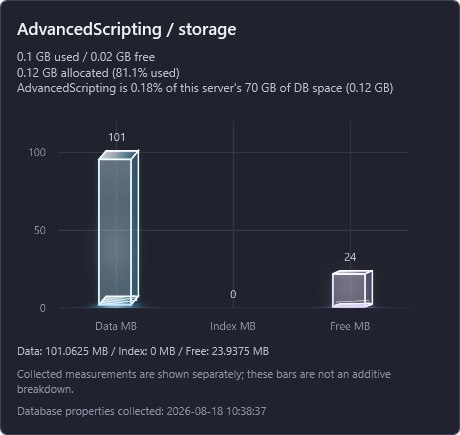 AdvancedScripting / storage
0.1 GB used / 0.02 GB free
0.12 GB allocated (81.1% used)
AdvancedScripting is 0.18% of this server's 70 GB of DB space (0.12 GB)
101
100
50
24
0
0
Data MB
Index MB
Free MB
Data: 101.0625 MB / Index: 0 MB / Free: 23.9375 MB
Collected measurements are shown separately; these bars are not an additive
breakdown.
Database properties collected: 2026-08-18 10:38:37